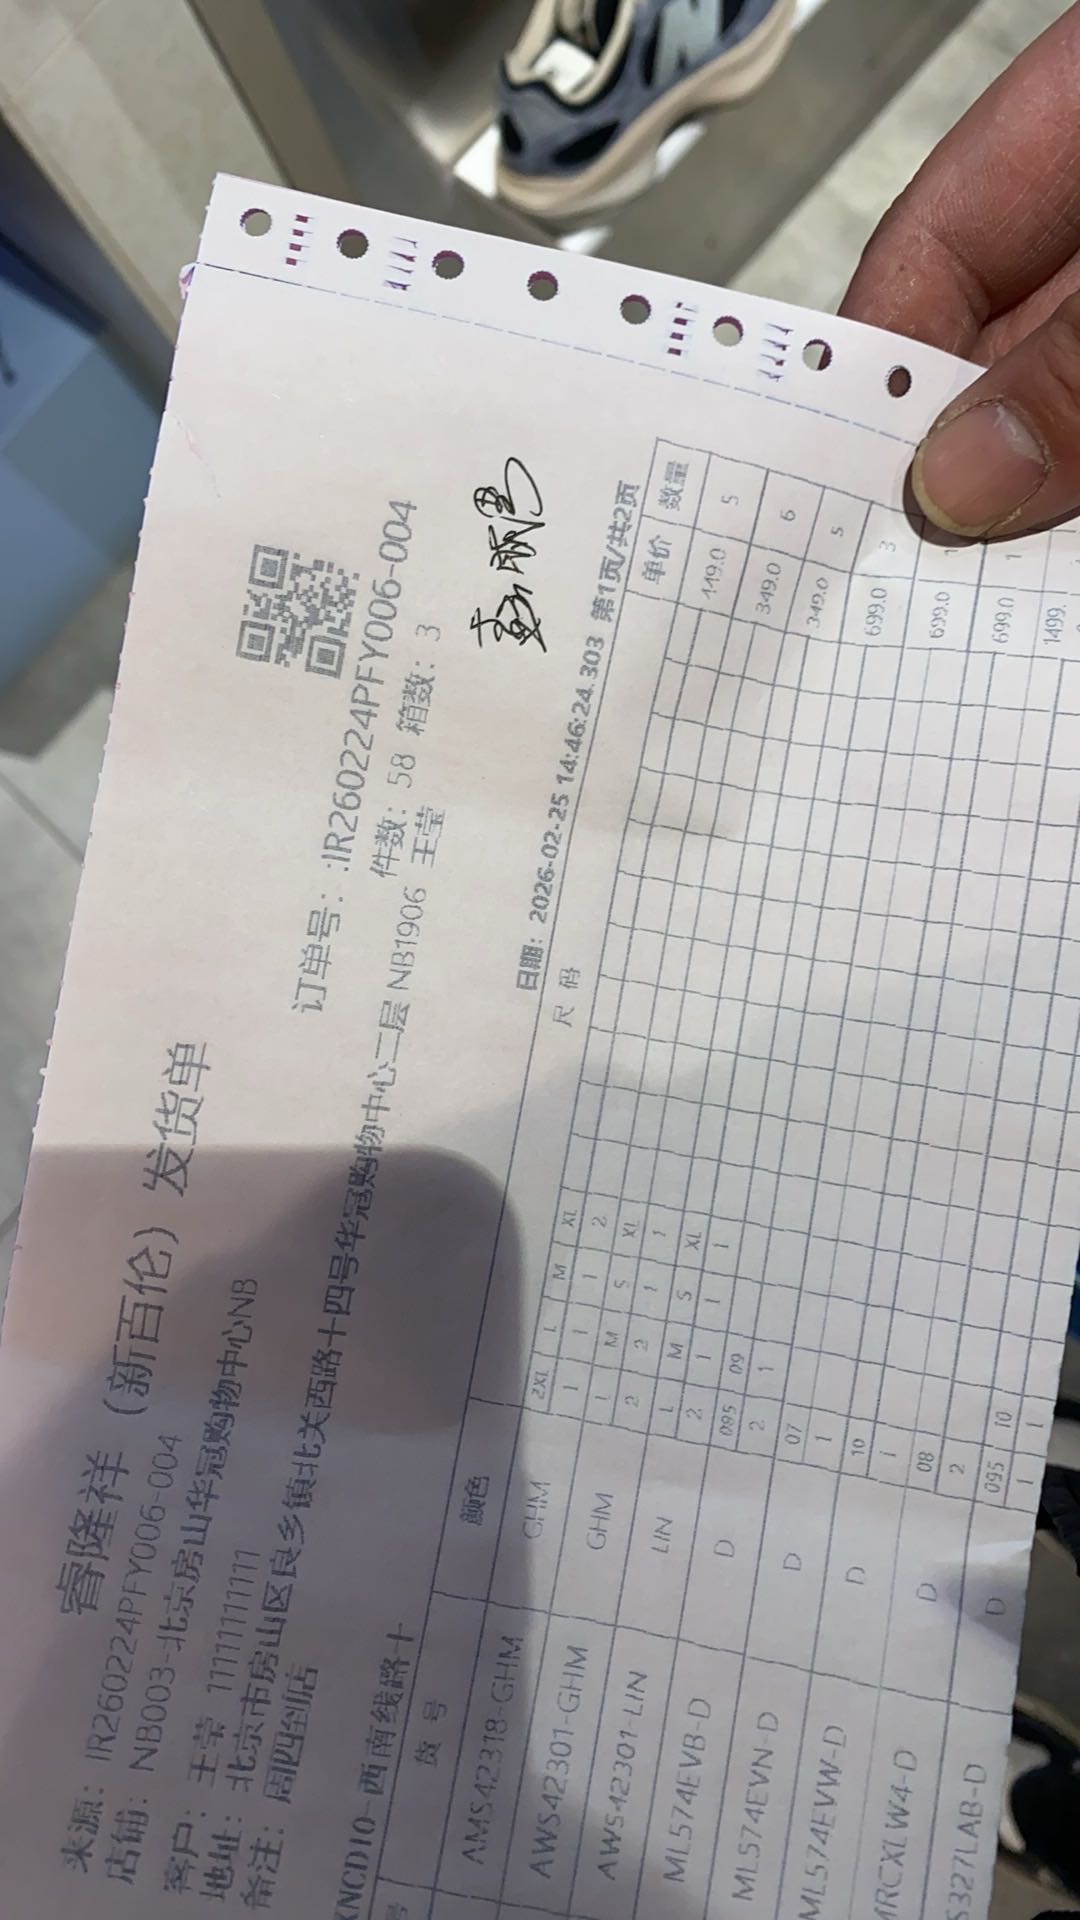 睿隆祥（新百伦）发货单
来源：IR260224PFY006-004
订单号：:IR260224PFY006-004
店铺：NB003-北京房山华冠购物中心NB
件数：58 箱数：3
客户：王莹 11111111111
地址：北京市房山区良乡镇北关西路十四号华冠购物中心二层 NB1906 王莹
备注：周四到店
XNCD10-西南线路十
日期：2026-02-25 14:46:24.303 第1页/共2页
号 货号 颜色 尺码 单价 数量
2XL L M XL
AMS42318-GHM GHM 1 1 1 2 449.0 5
L M S XL
AWS42301-GHM GHM 2 2 1 1 349.0 6
L M S XL
AWS42301-LIN LIN 2 1 1 1 349.0 5
085 09
ML574EVB-D D 2 1 699.0 3
07
ML574EVN-D D 1 699.0 1
10
ML574EVW-D D 1 699.0 1
08
MRCXLW4-D D 2 1499.
095 10
S327LAB-D D 1 1